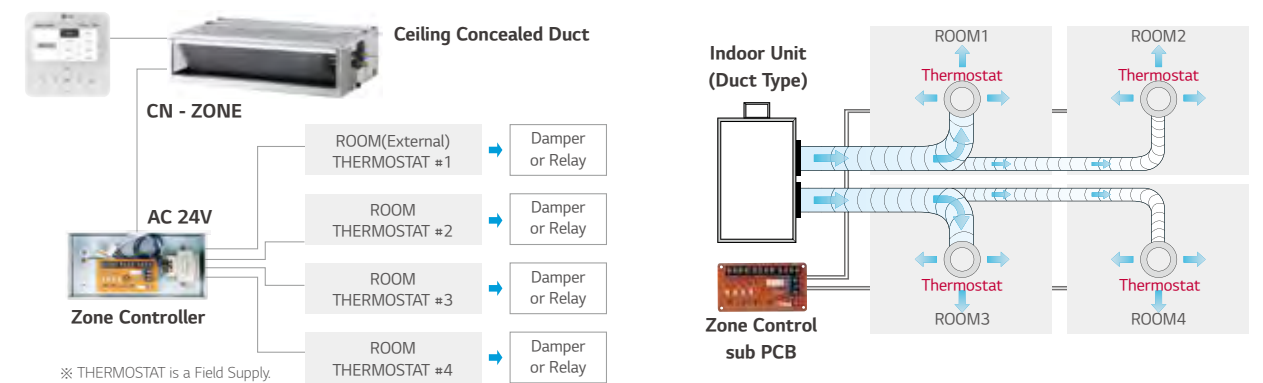 Ceiling Concealed Duct
CN - ZONE
ROOM(External)
THERMOSTAT #1
Damper
or Relay
AC 24V
ROOM
THERMOSTAT #2
Damper
or Relay
ROOM
THERMOSTAT #3
Damper
or Relay
Zone Controller
ROOM
THERMOSTAT #4
Damper
or Relay
※ THERMOSTAT is a Field Supply.
Indoor Unit
(Duct Type)
ROOM1
Thermostat
ROOM2
Thermostat
Thermostat
ROOM3
Thermostat
ROOM4
Zone Control
sub PCB